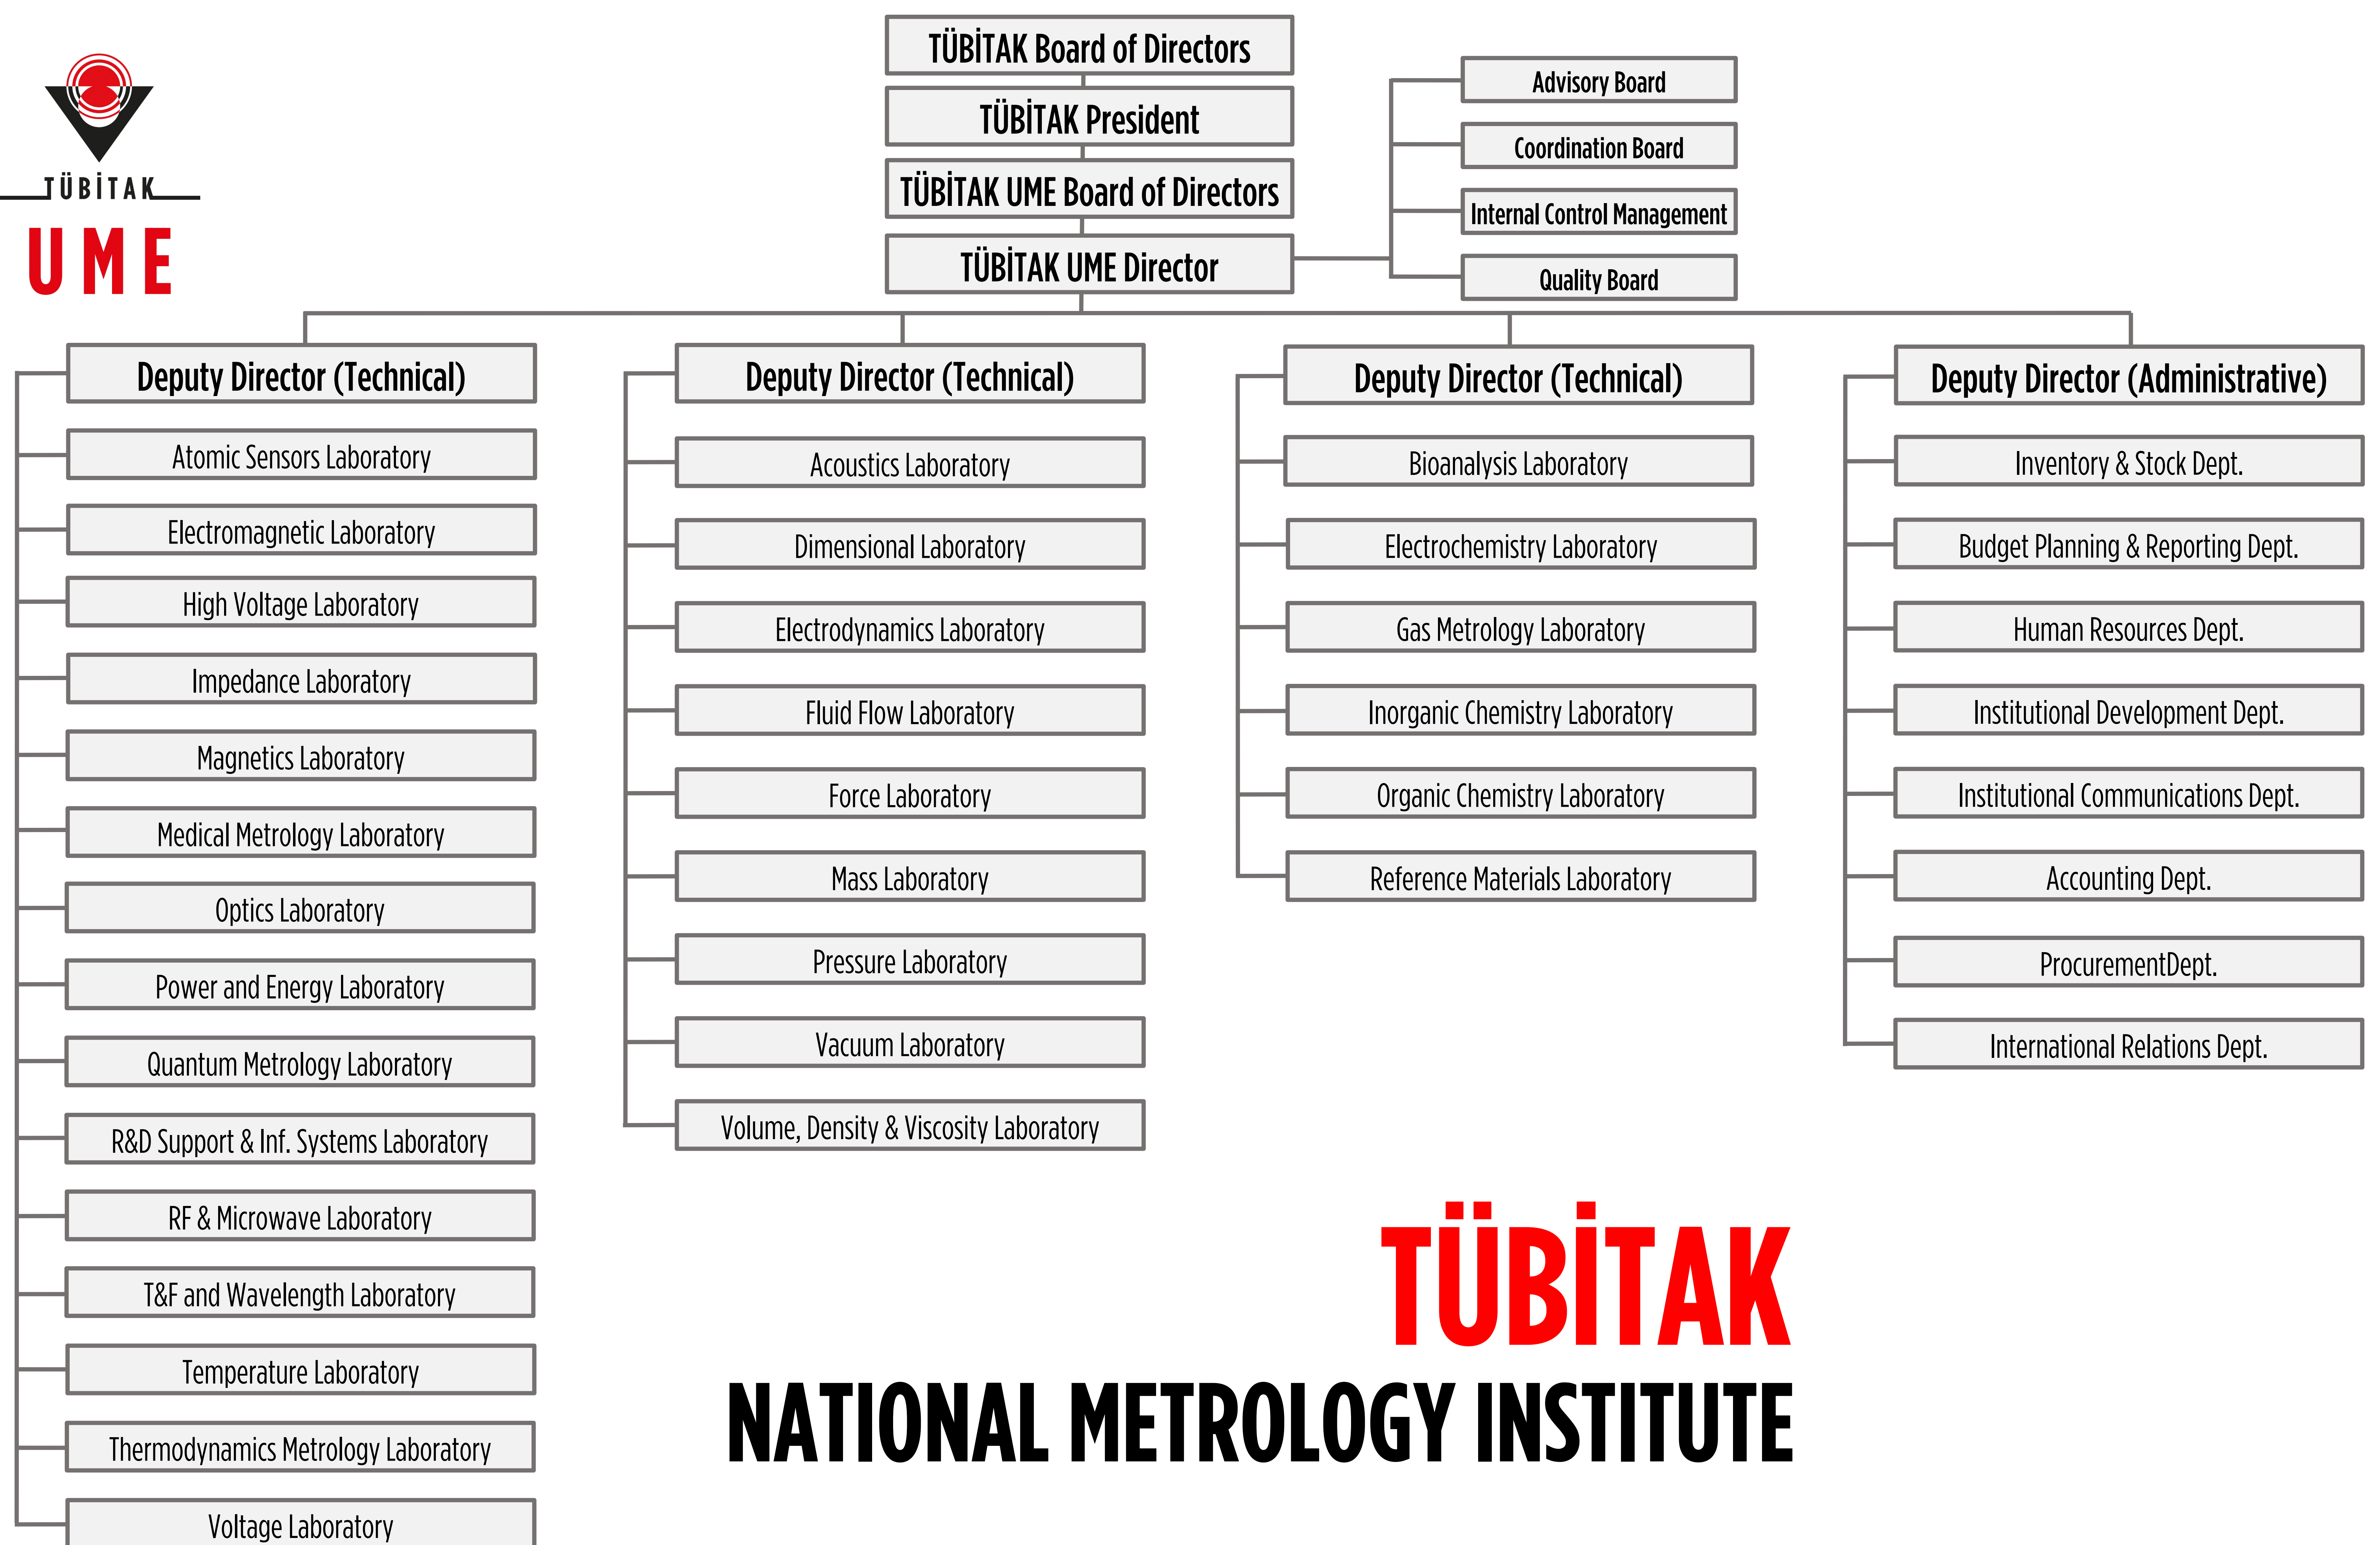 TÜBİTAK
UME
TÜBİTAK Board of Directors
TÜBİTAK President
TÜBİTAK UME Board of Directors
TÜBİTAK UME Director
Advisory Board
Coordination Board
Internal Control Management
Quality Board
Deputy Director (Technical)
Atomic Sensors Laboratory
Electromagnetic Laboratory
High Voltage Laboratory
Impedance Laboratory
Magnetics Laboratory
Medical Metrology Laboratory
Optics Laboratory
Power and Energy Laboratory
Quantum Metrology Laboratory
R&D Support & Inf. Systems Laboratory
RF & Microwave Laboratory
T&F and Wavelength Laboratory
Temperature Laboratory
Thermodynamics Metrology Laboratory
Voltage Laboratory
Deputy Director (Technical)
Acoustics Laboratory
Dimensional Laboratory
Electrodynamics Laboratory
Fluid Flow Laboratory
Force Laboratory
Mass Laboratory
Pressure Laboratory
Vacuum Laboratory
Volume, Density & Viscosity Laboratory
Deputy Director (Technical)
Bioanalysis Laboratory
Electrochemistry Laboratory
Gas Metrology Laboratory
Inorganic Chemistry Laboratory
Organic Chemistry Laboratory
Reference Materials Laboratory
Deputy Director (Administrative)
Inventory & Stock Dept.
Budget Planning & Reporting Dept.
Human Resources Dept.
Institutional Development Dept.
Institutional Communications Dept.
Accounting Dept.
ProcurementDept.
International Relations Dept.
TÜBİTAK
NATIONAL METROLOGY INSTITUTE